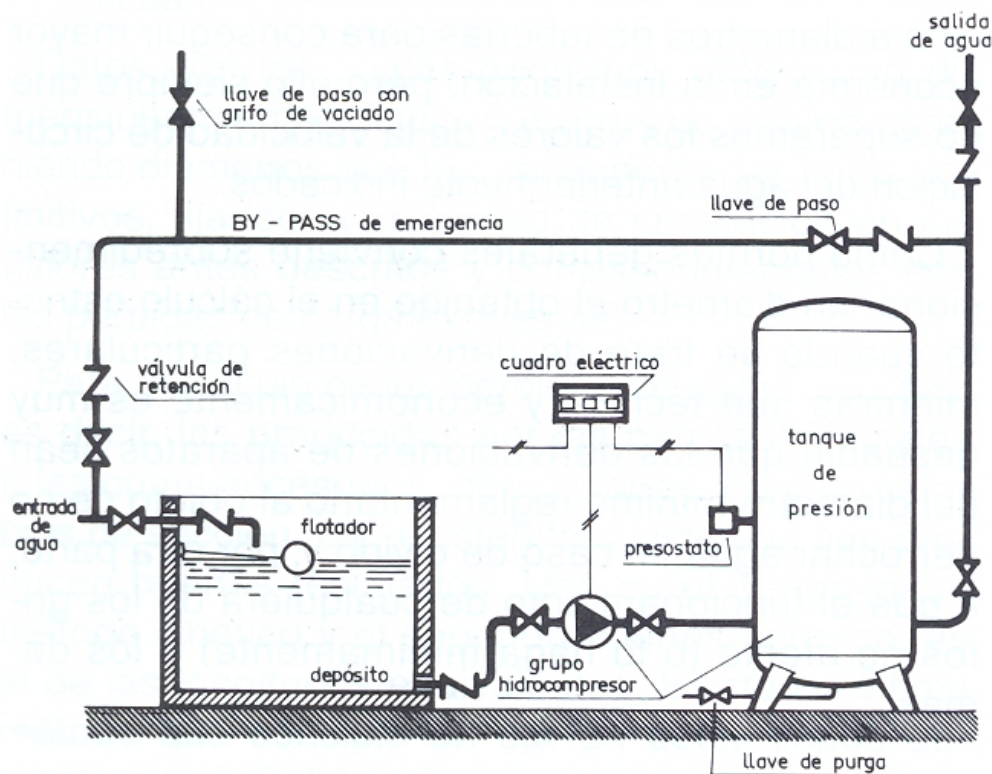 salida
de agua
llave de paso con
grifo de vaciado
BY - PASS de emergencia
llave de paso
válvula de
retención
cuadro eléctrico
tanque
de
presión
entrada
de
agua
flotador
presostato
depósito
grupo
hidrocompresor
llave de purga